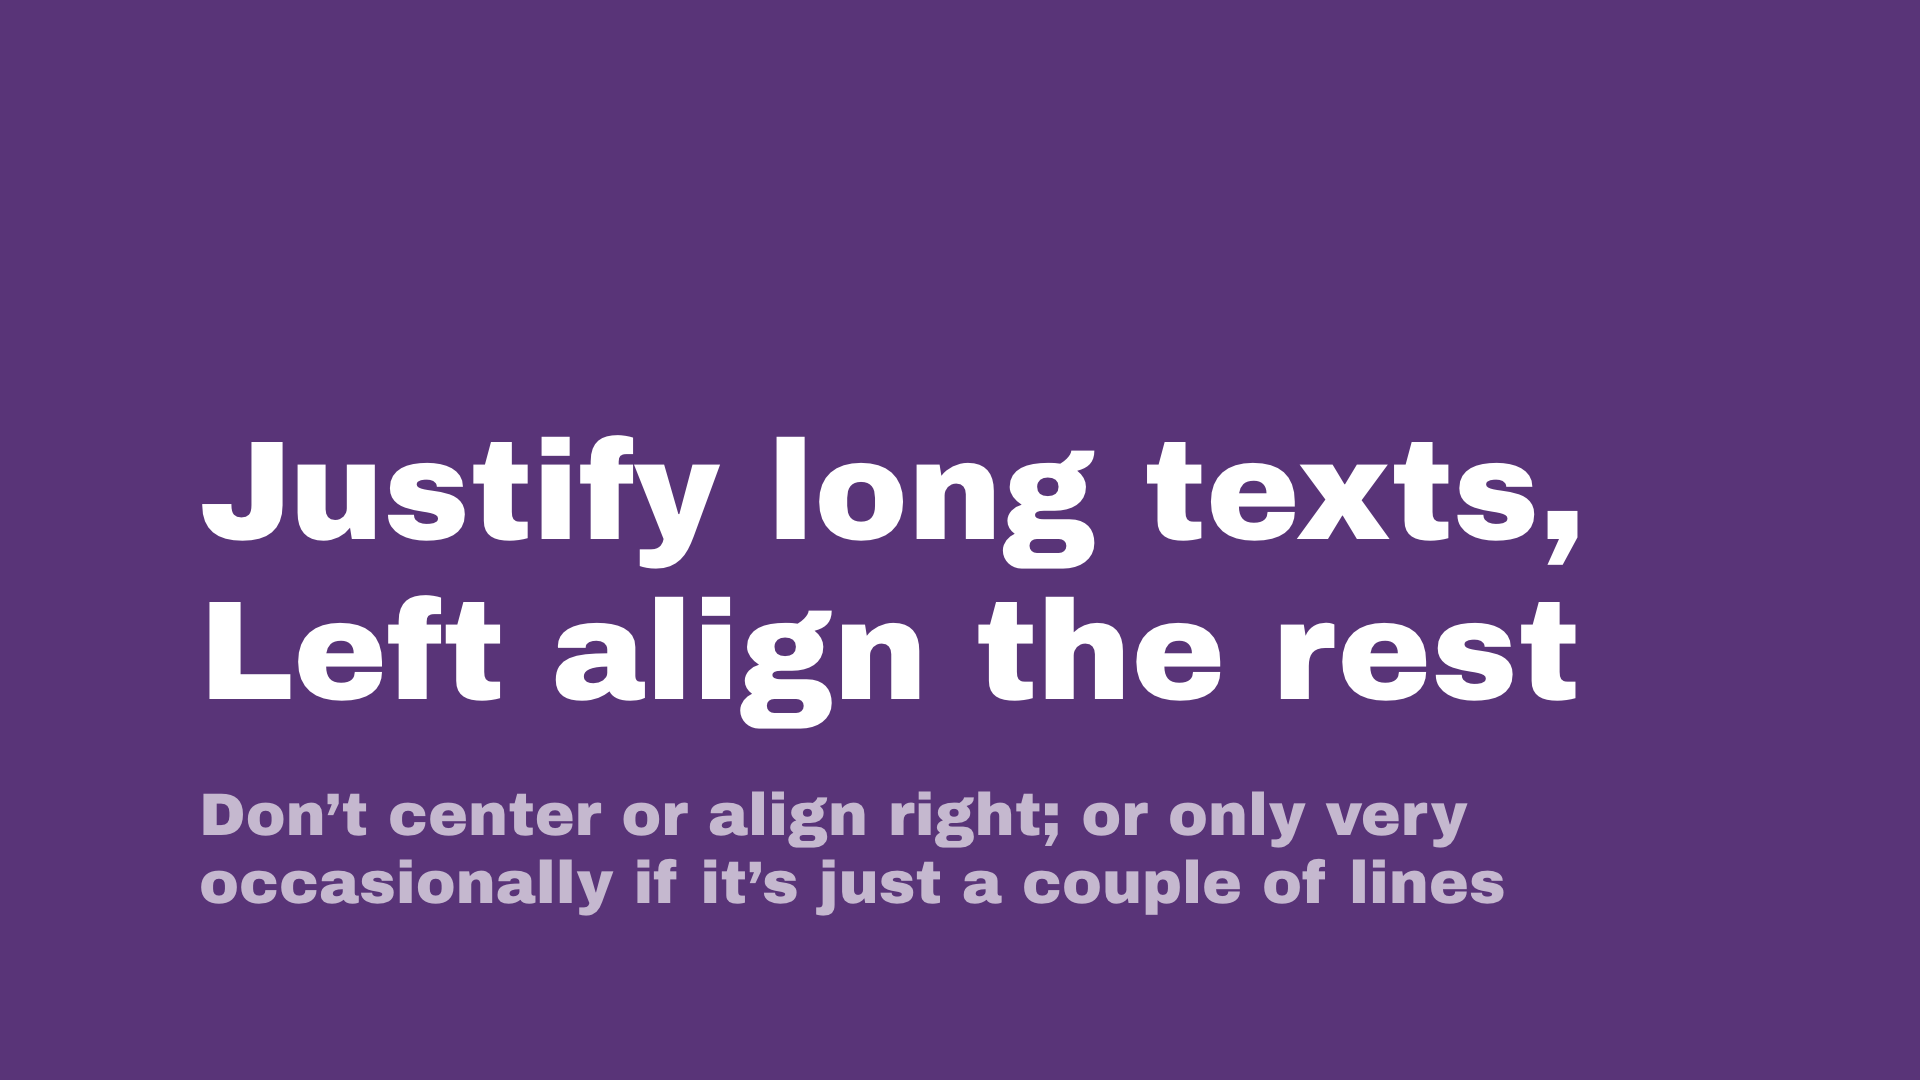 Justify long texts,
Left align the rest
Don’t center or align right; or only very
occasionally if it’s just a couple of lines